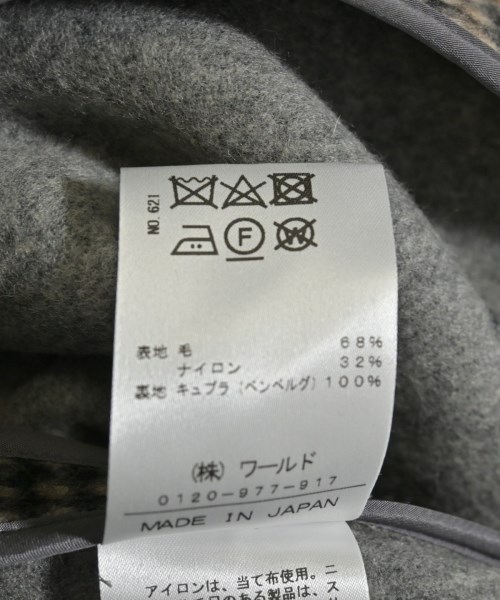 NO.621
F
W
表地 毛 68%
ナイロン 32%
裏地 キュプラ(ベンベルグ) 100%
(株) ワールド
0120-977-917
MADE IN JAPAN
アイロンは、当て布使用。ニ